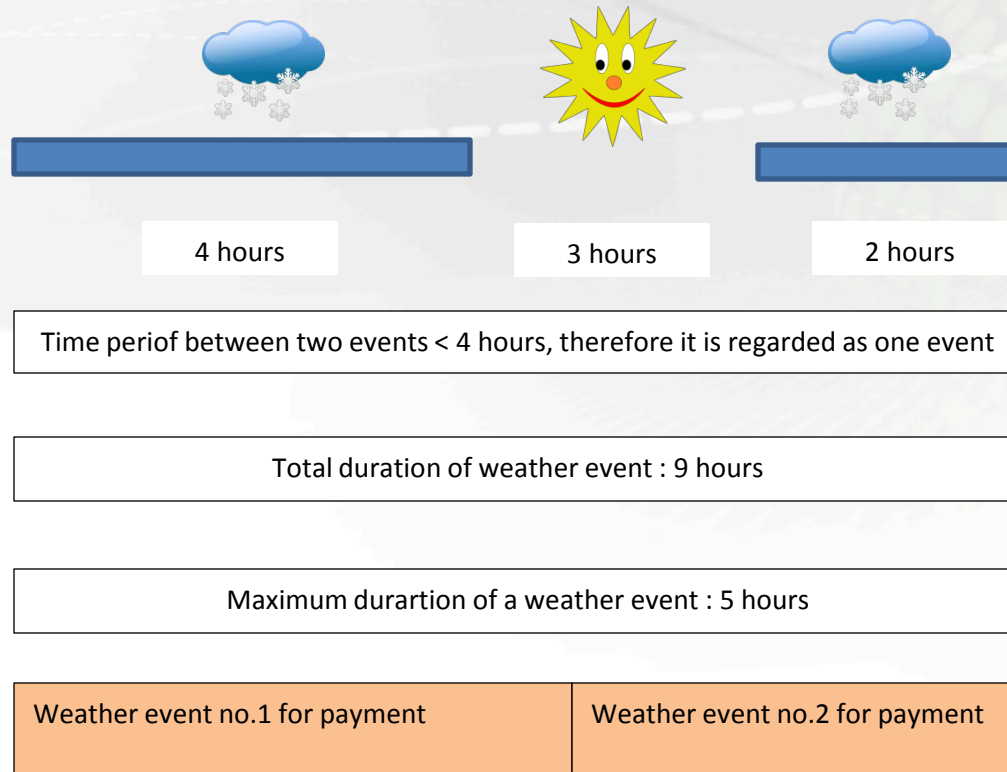 4 hours
3 hours
2 hours
Time periof between two events < 4 hours, therefore it is regarded as one event
Total duration of weather event : 9 hours
Maximum durartion of a weather event : 5 hours
Weather event no.1 for payment
Weather event no.2 for payment